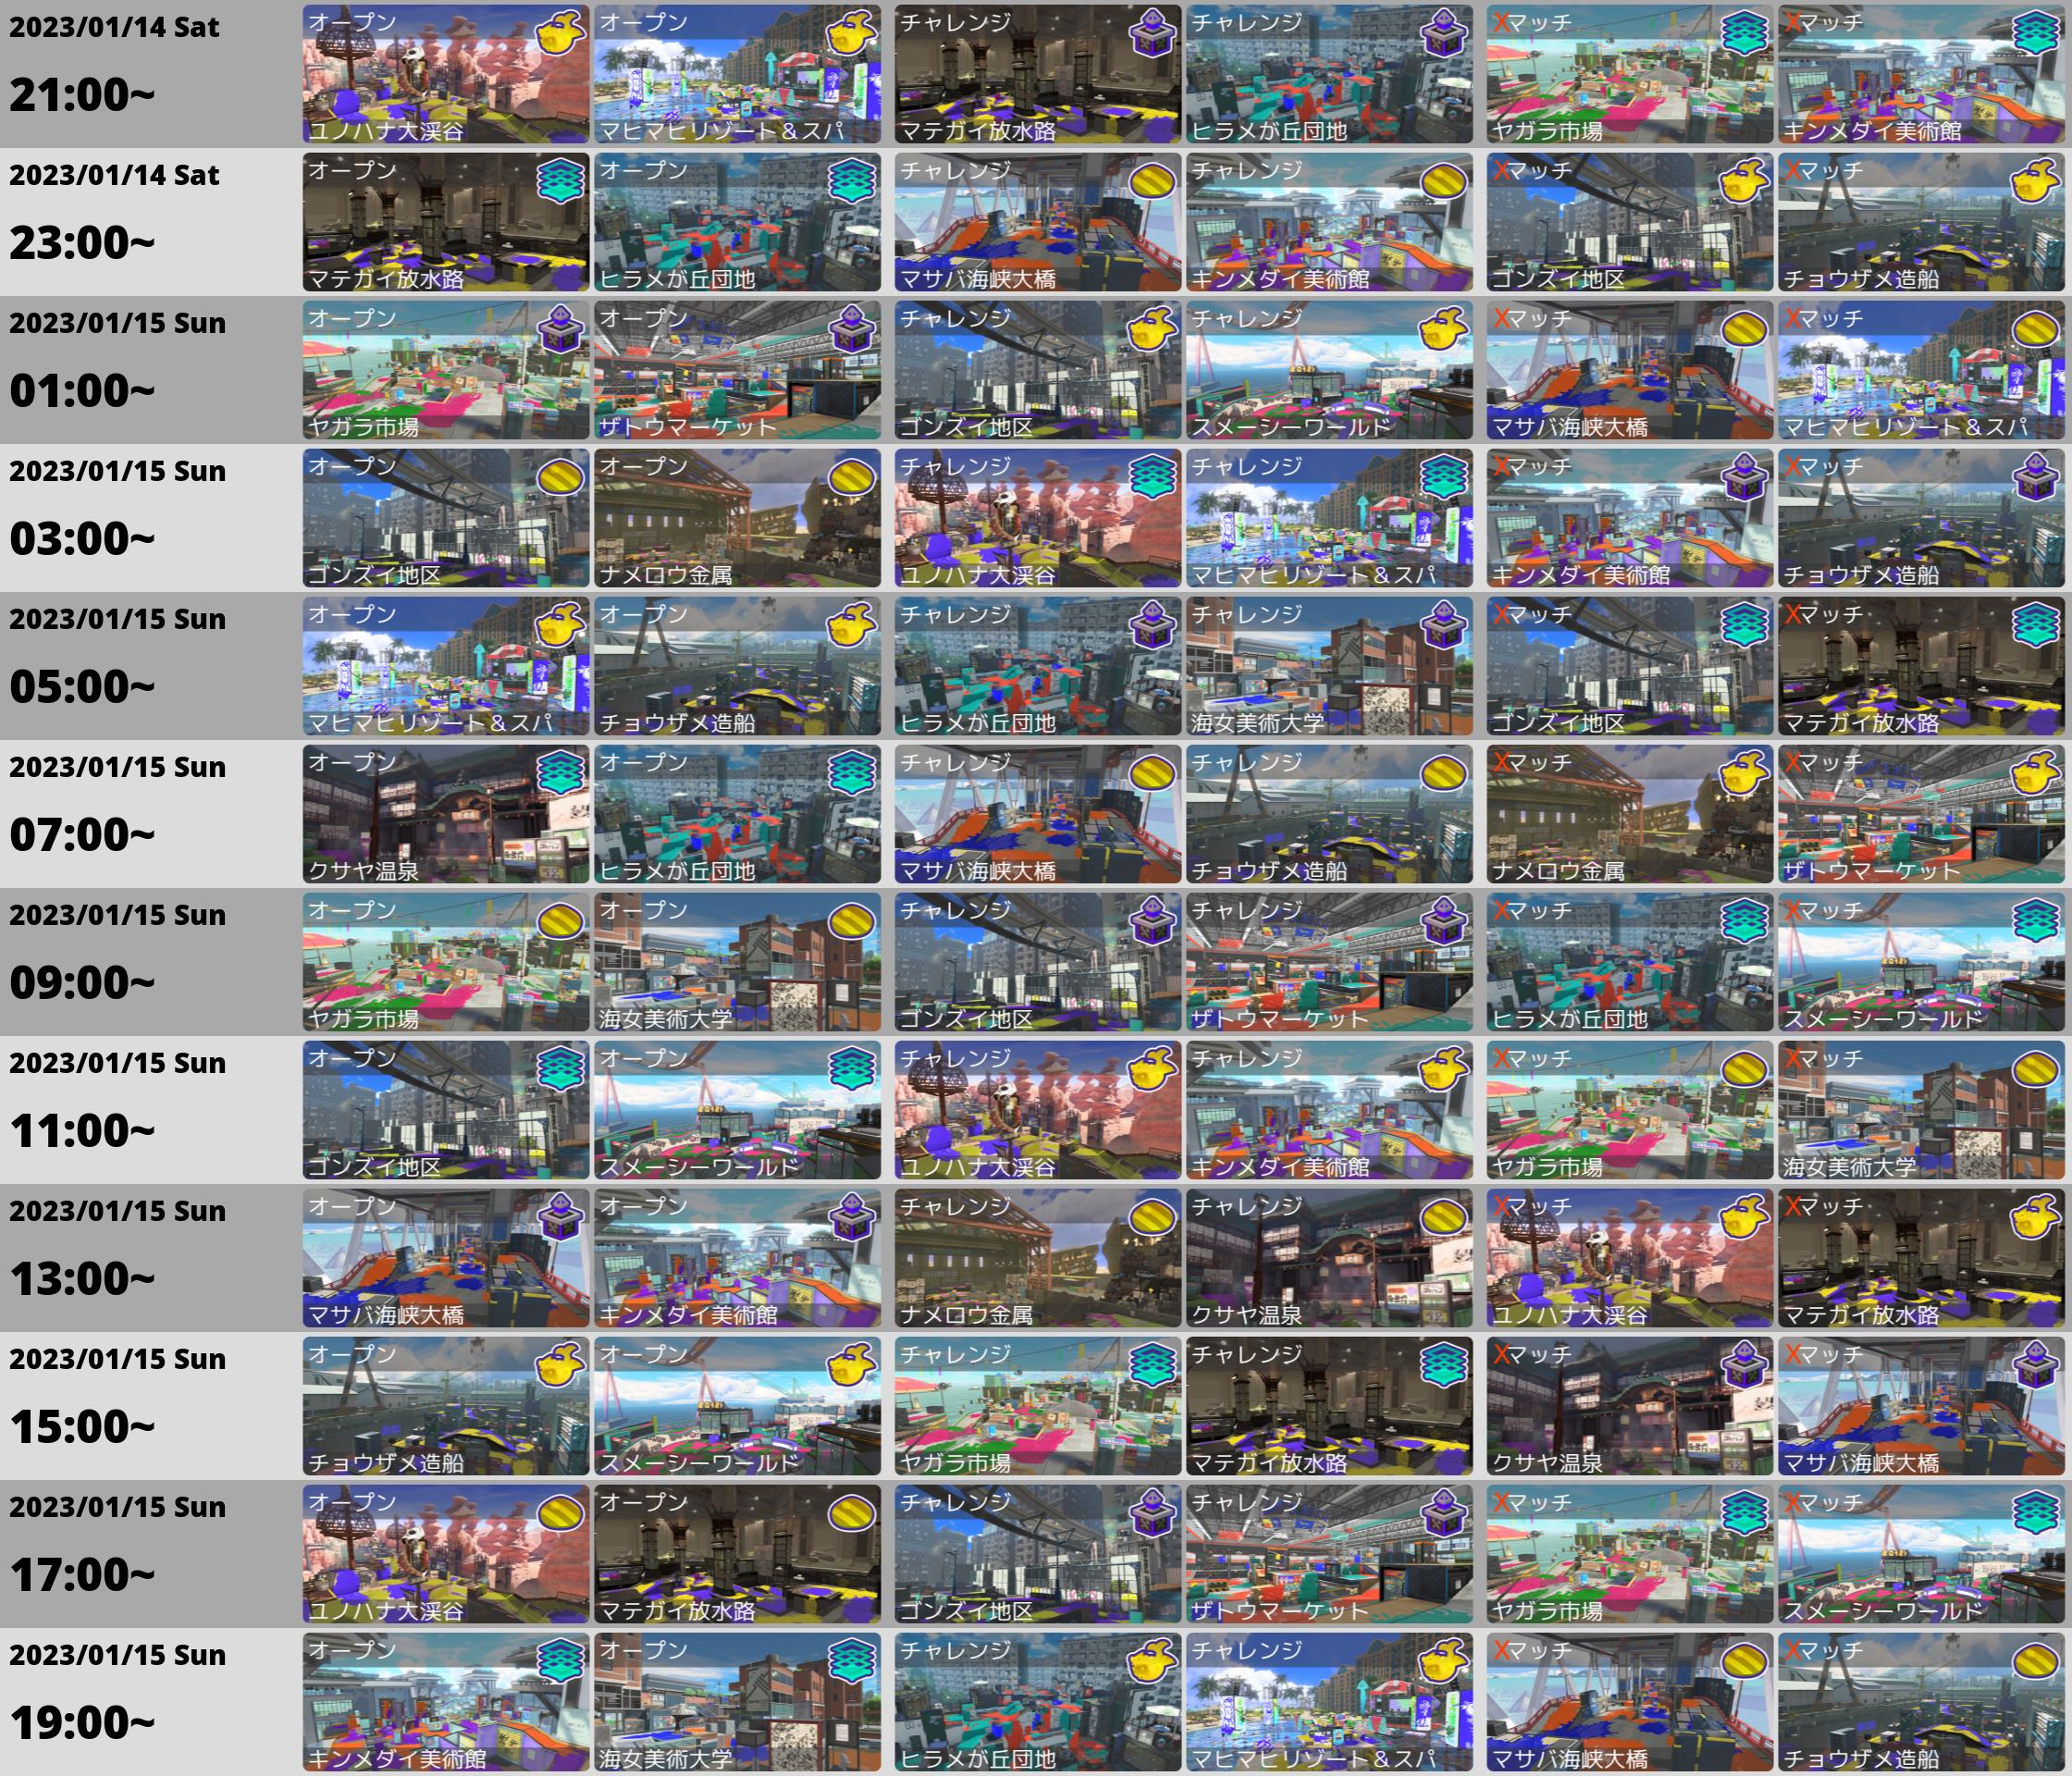 2023/01/14 Sat
21:00~
オープン
ユノハナ大渓谷
オープン
マヒマヒリゾート＆スパ
チャレンジ
マテガイ放水路
チャレンジ
ヒラメが丘団地
Xマッチ
ヤガラ市場
Xマッチ
キンメダイ美術館
2023/01/14 Sat
23:00~
オープン
マテガイ放水路
オープン
ヒラメが丘団地
チャレンジ
マサバ海峡大橋
チャレンジ
キンメダイ美術館
Xマッチ
ゴンズイ地区
Xマッチ
チョウザメ造船
2023/01/15 Sun
01:00~
オープン
ヤガラ市場
オープン
ザトウマーケット
チャレンジ
ゴンズイ地区
チャレンジ
スメーシーワールド
Xマッチ
マサバ海峡大橋
Xマッチ
マヒマヒリゾート＆スパ
2023/01/15 Sun
03:00~
オープン
ゴンズイ地区
オープン
ナメロウ金属
チャレンジ
ユノハナ大渓谷
チャレンジ
マヒマヒリゾート＆スパ
Xマッチ
キンメダイ美術館
Xマッチ
チョウザメ造船
2023/01/15 Sun
05:00~
オープン
マヒマヒリゾート＆スパ
オープン
チョウザメ造船
チャレンジ
ヒラメが丘団地
チャレンジ
海女美術大学
Xマッチ
ゴンズイ地区
Xマッチ
マテガイ放水路
2023/01/15 Sun
07:00~
オープン
クサヤ温泉
オープン
ヒラメが丘団地
チャレンジ
マサバ海峡大橋
チャレンジ
チョウザメ造船
Xマッチ
ナメロウ金属
Xマッチ
ザトウマーケット
2023/01/15 Sun
09:00~
オープン
ヤガラ市場
オープン
海女美術大学
チャレンジ
ゴンズイ地区
チャレンジ
ザトウマーケット
Xマッチ
ヒラメが丘団地
Xマッチ
スメーシーワールド
2023/01/15 Sun
11:00~
オープン
ゴンズイ地区
オープン
スメーシーワールド
チャレンジ
ユノハナ大渓谷
チャレンジ
キンメダイ美術館
Xマッチ
ヤガラ市場
Xマッチ
海女美術大学
2023/01/15 Sun
13:00~
オープン
マサバ海峡大橋
オープン
キンメダイ美術館
チャレンジ
ナメロウ金属
チャレンジ
クサヤ温泉
Xマッチ
ユノハナ大渓谷
Xマッチ
マテガイ放水路
2023/01/15 Sun
15:00~
オープン
チョウザメ造船
オープン
スメーシーワールド
チャレンジ
ヤガラ市場
チャレンジ
マテガイ放水路
Xマッチ
クサヤ温泉
Xマッチ
マサバ海峡大橋
2023/01/15 Sun
17:00~
オープン
ユノハナ大渓谷
オープン
マテガイ放水路
チャレンジ
ゴンズイ地区
チャレンジ
ザトウマーケット
Xマッチ
ヤガラ市場
Xマッチ
スメーシーワールド
2023/01/15 Sun
19:00~
オープン
キンメダイ美術館
オープン
海女美術大学
チャレンジ
ヒラメが丘団地
チャレンジ
マヒマヒリゾート＆スパ
Xマッチ
マサバ海峡大橋
Xマッチ
チョウザメ造船